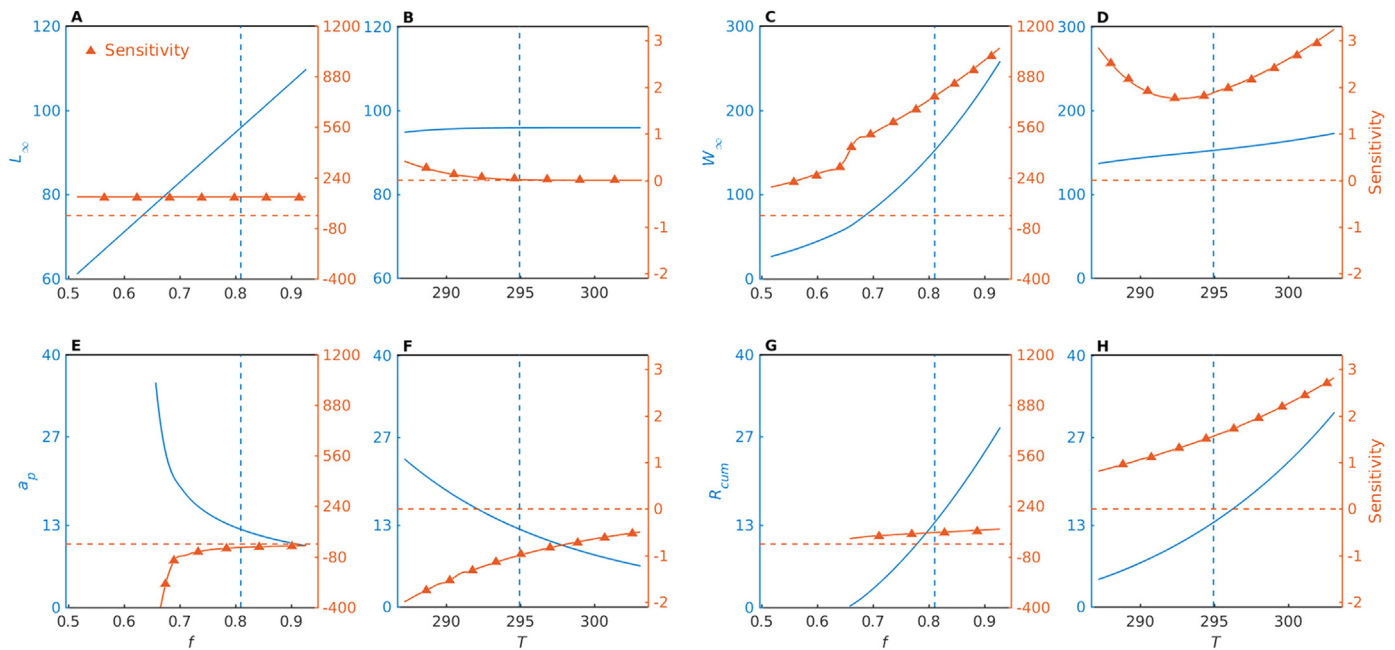 A B C D
120 1200 120 3 300 1200 300 3
Sensitivity
880 2 880 2
100 100 200 200
560 1 560 1
L∞ W∞ Sensitivity
240 0 240 0
80 80 100 100
-80 -1 -80 -1
60 -400 60 -2 0 -400 0 -2
0.5 0.6 0.7 0.8 0.9 290 295 300 0.5 0.6 0.7 0.8 0.9 290 295 300
E F G H
40 1200 40 3 40 1200 40 3
880 2 880 2
27 27 27 27
560 1 560 1
a_p R_cum Sensitivity
240 0 240 0
13 13 13 13
-80 -1 -80 -1
0 -400 0 -2 0 -400 0 -2
0.5 0.6 0.7 0.8 0.9 290 295 300 0.5 0.6 0.7 0.8 0.9 290 295 300
f T f T